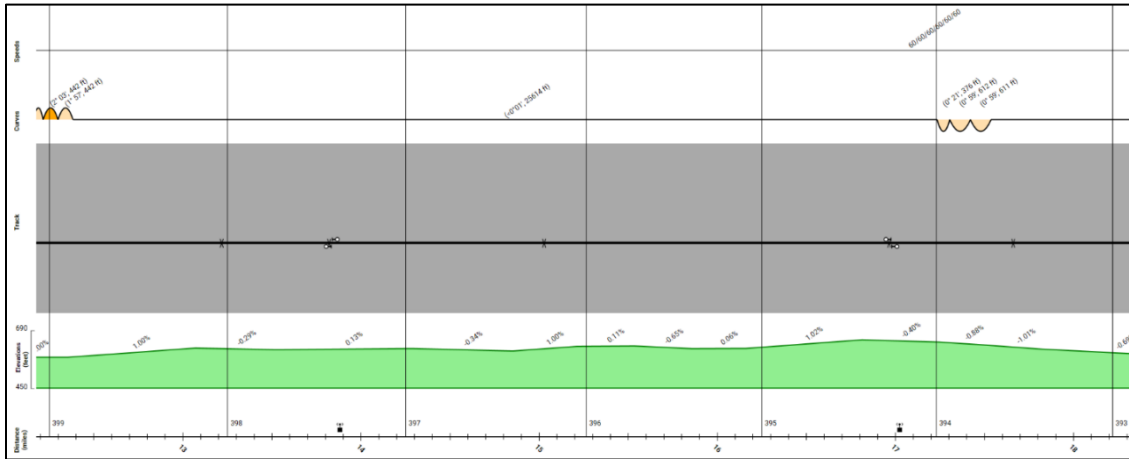 Speeds
60/60/60/60/60/60
Curves
(2° 03', 442 ft)
(1° 57', 442 ft)
(<0°01', 25614 ft)
(0° 21', 376 ft)
(0° 59', 612 ft)
(0° 59', 611 ft)
Track
Elevations
(feet)
690
450
.00%
1.00%
-0.29%
0.13%
-0.34%
1.00%
0.11%
-0.65%
0.06%
1.02%
-0.40%
-0.88%
-1.01%
Distance
(miles)
399
398
397
396
395
394
393
13
14
15
16
17
18